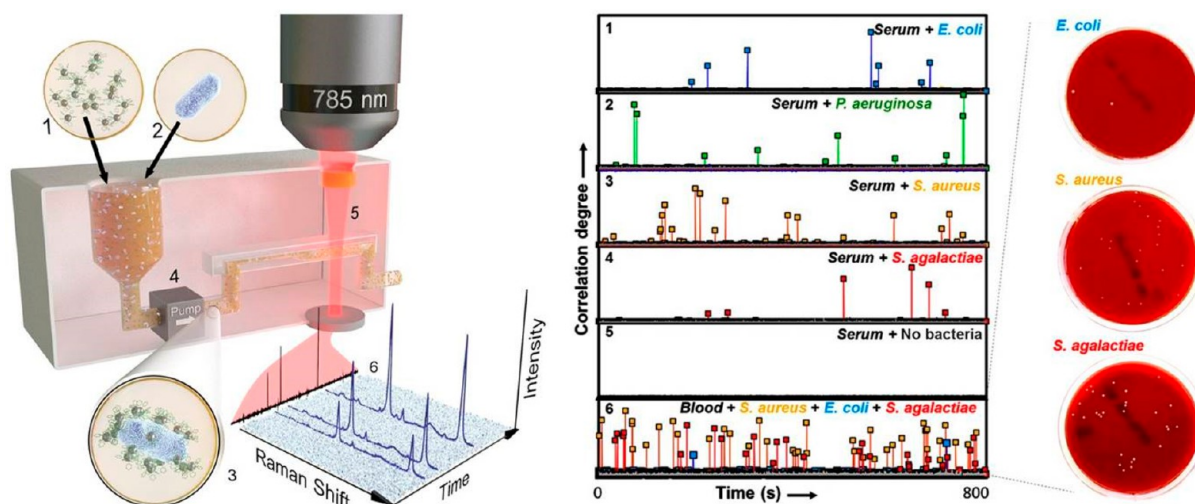 1
2
785 nm
5
4
Pump
6
3
Intensity
Raman Shift
Time
Correlation degree
1
Serum + E. coli
2
Serum + P. aeruginosa
3
Serum + S. aureus
4
Serum + S. agalactiae
5
Serum + No bacteria
6
Blood + S. aureus + E. coli + S. agalactiae
0
Time (s)
800
E. coli
S. aureus
S. agalactiae